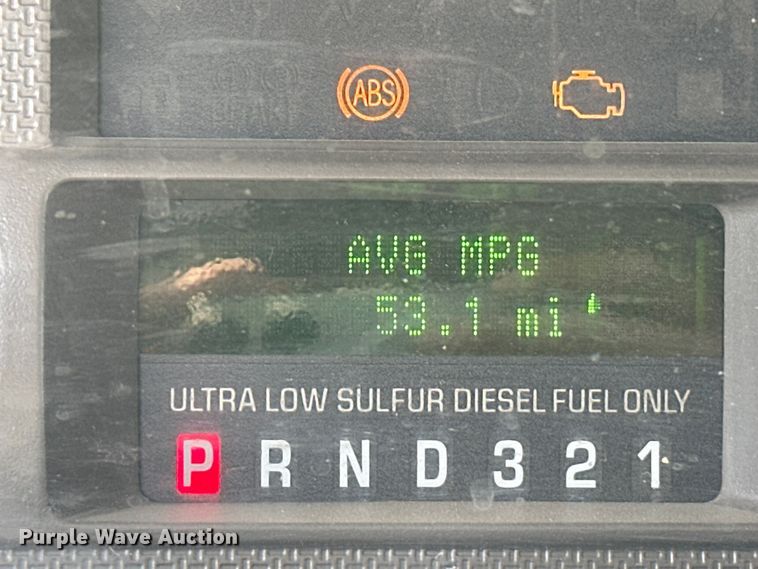 ABS
AVG MPG
53.1 mi
ULTRA LOW SULFUR DIESEL FUEL ONLY
P R N D 3 2 1
Purple Wave Auction